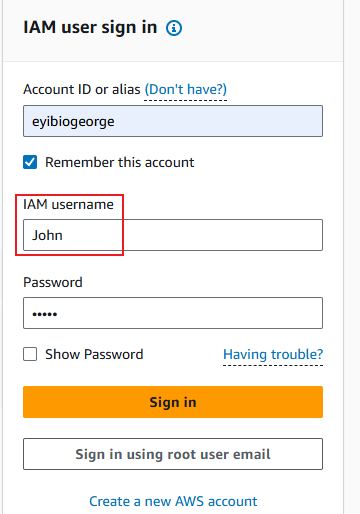 IAM user sign in
Account ID or alias (Don't have?)
eyibiogeorge
Remember this account
IAM username
John
Password
•••••
Show Password Having trouble?
Sign in
Sign in using root user email
Create a new AWS account